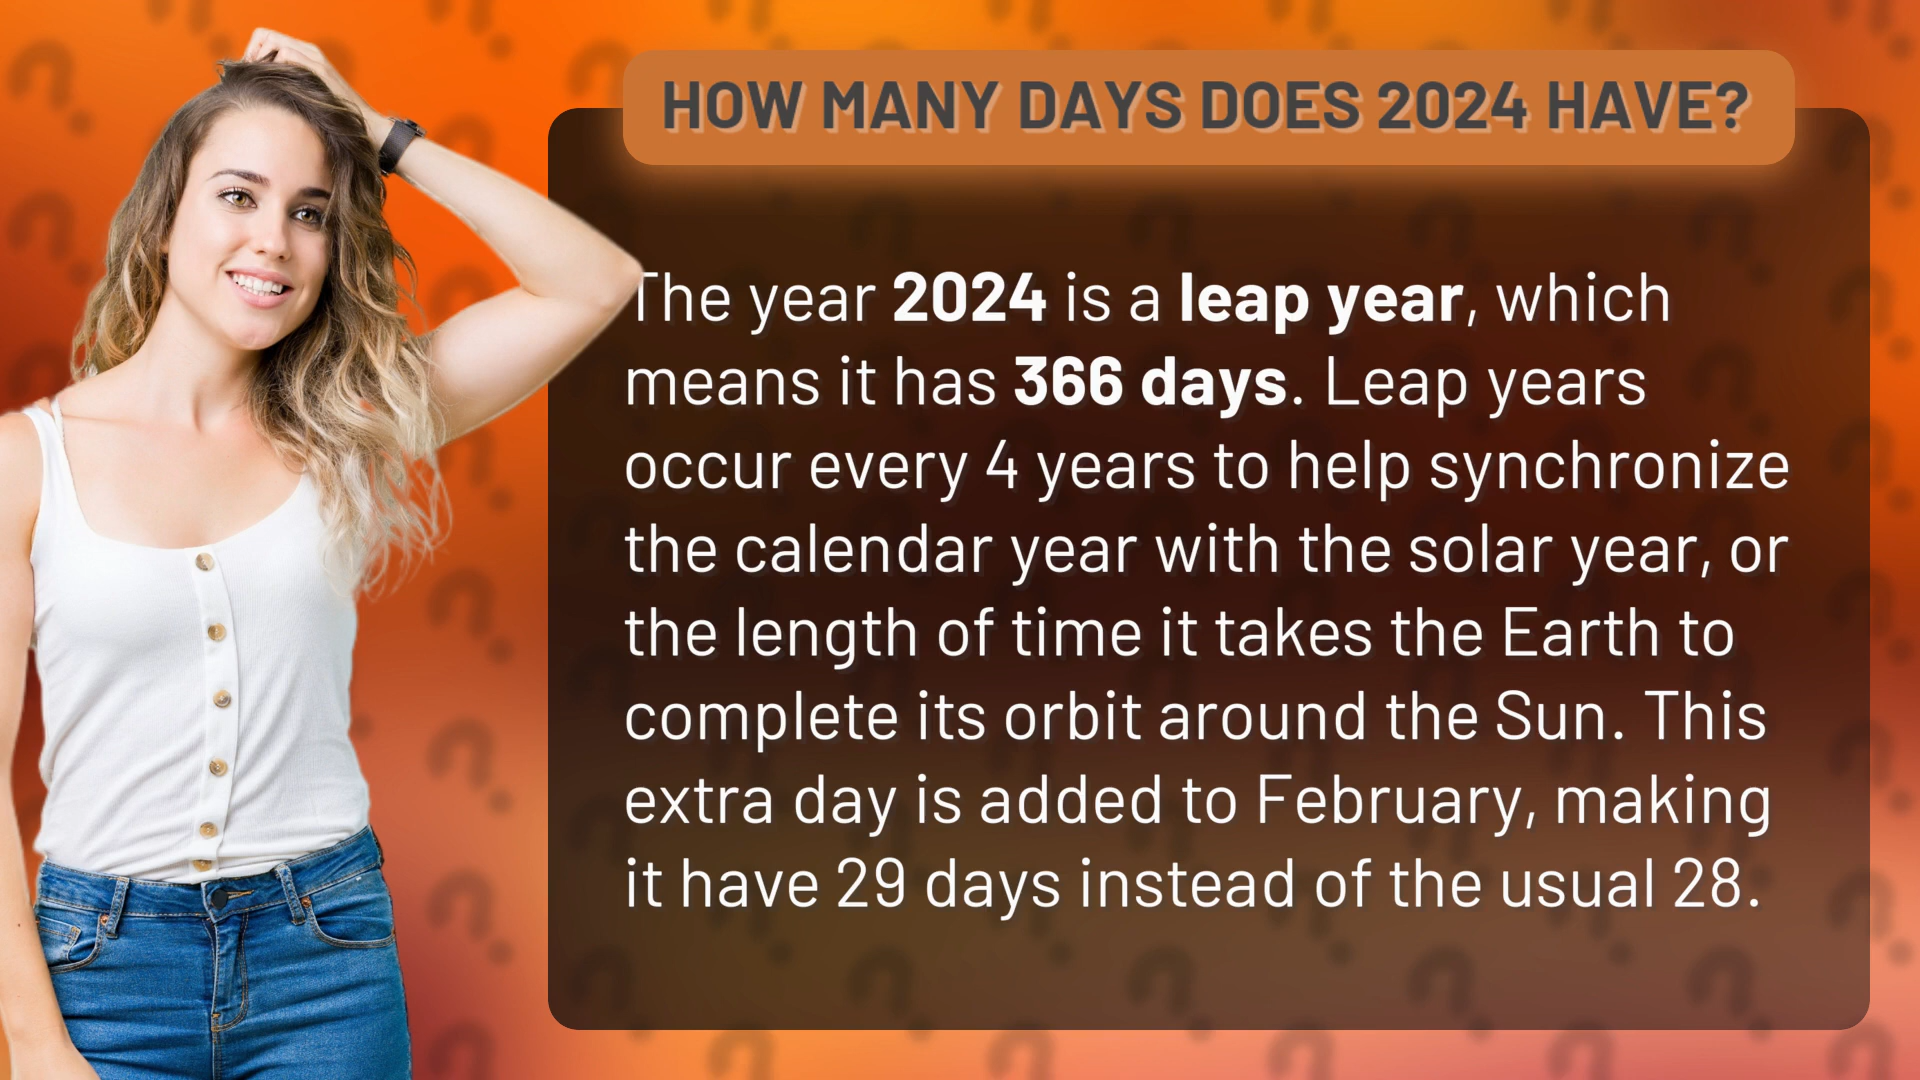 HOW MANY DAYS DOES 2024 HAVE?
The year 2024 is a leap year, which
means it has 366 days. Leap years
occur every 4 years to help synchronize
the calendar year with the solar year, or
the length of time it takes the Earth to
complete its orbit around the Sun. This
extra day is added to February, making
it have 29 days instead of the usual 28.